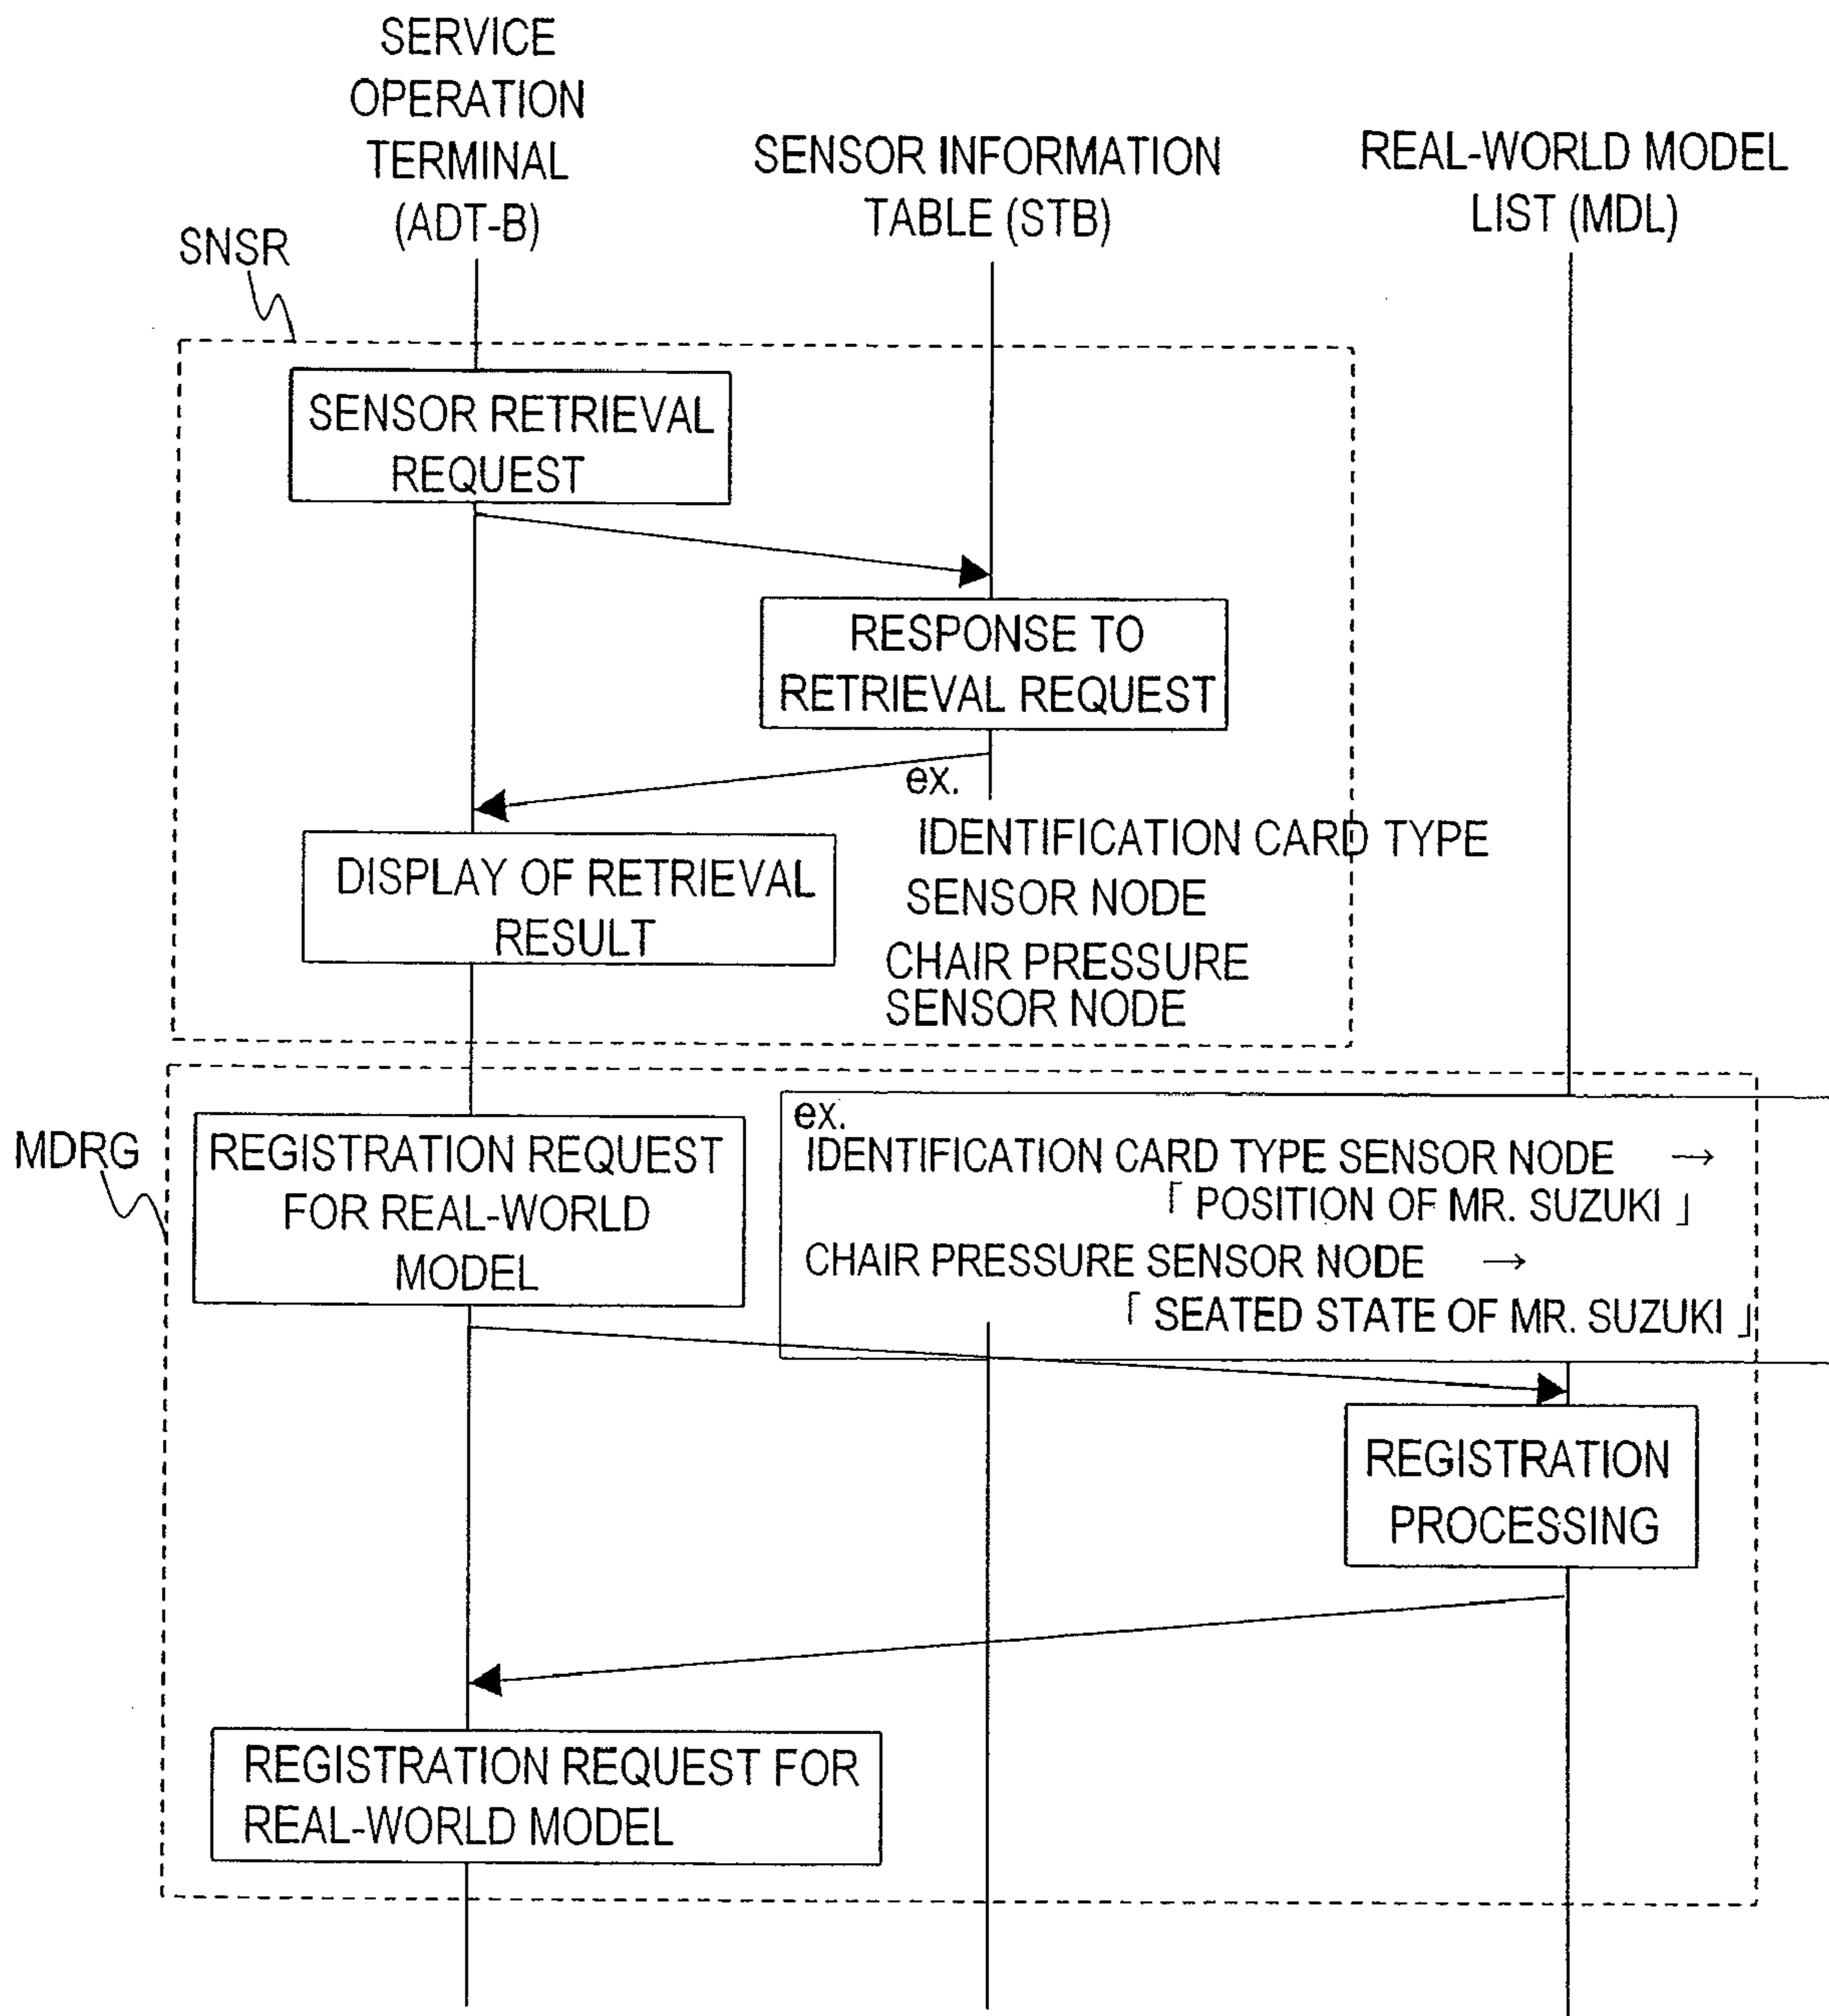 SERVICE
OPERATION
TERMINAL
(ADT-B)
SENSOR INFORMATION
TABLE (STB)
REAL-WORLD MODEL
LIST (MDL)
SNSR
SENSOR RETRIEVAL
REQUEST
RESPONSE TO
RETRIEVAL REQUEST
ex.
IDENTIFICATION CARD TYPE
SENSOR NODE
CHAIR PRESSURE
SENSOR NODE
DISPLAY OF RETRIEVAL
RESULT
MDRG
REGISTRATION REQUEST
FOR REAL-WORLD
MODEL
ex.
IDENTIFICATION CARD TYPE SENSOR NODE →
「 POSITION OF MR. SUZUKI 」
CHAIR PRESSURE SENSOR NODE →
「 SEATED STATE OF MR. SUZUKI 」
REGISTRATION
PROCESSING
REGISTRATION REQUEST FOR
REAL-WORLD MODEL